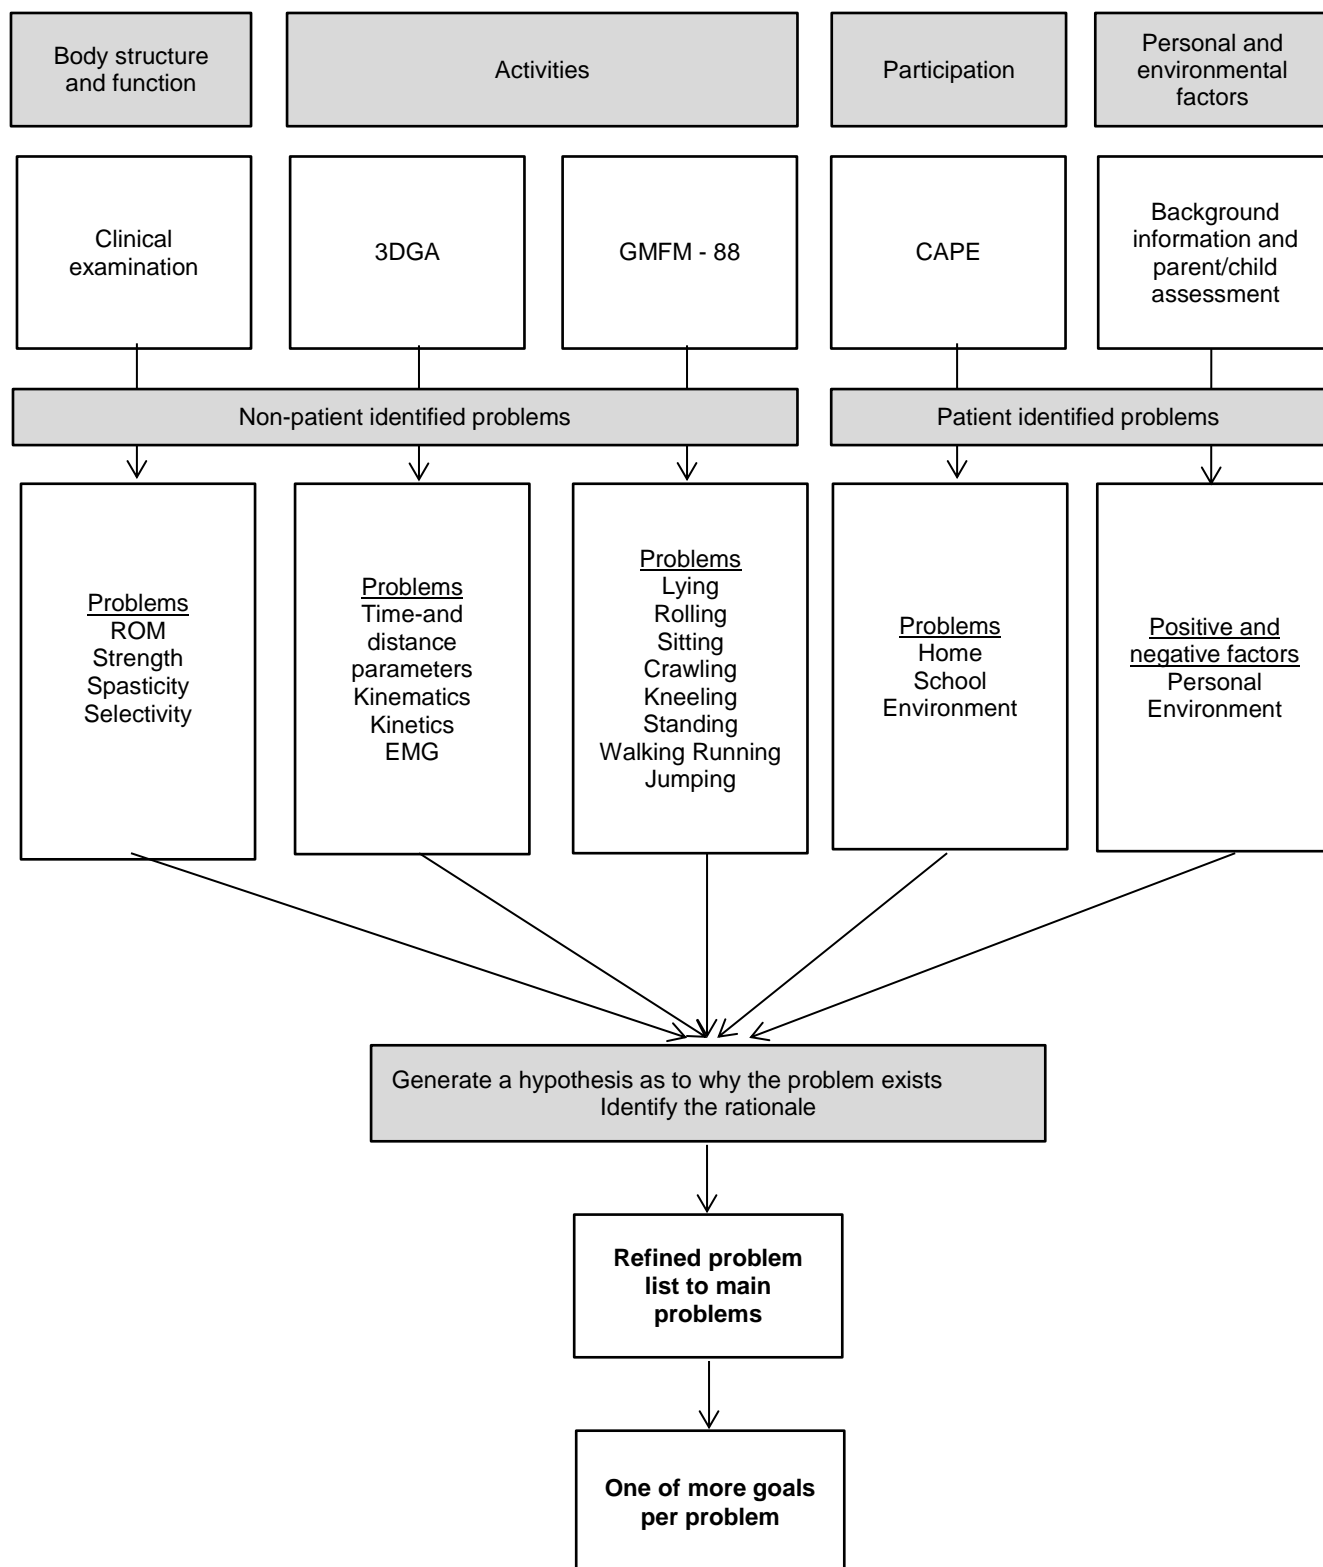 Body structure
and function
Activities
Participation
Personal and
environmental
factors
Clinical
examination
3DGA
GMFM - 88
CAPE
Background
information and
parent/child
assessment
Non-patient identified problems
Patient identified problems
Problems
ROM
Strength
Spasticity
Selectivity
Problems
Time-and
distance
parameters
Kinematics
Kinetics
EMG
Problems
Lying
Rolling
Sitting
Crawling
Kneeling
Standing
Walking Running
Jumping
Problems
Home
School
Environment
Positive and
negative factors
Personal
Environment
Generate a hypothesis as to why the problem exists
Identify the rationale
Refined problem
list to main
problems
One of more goals
per problem